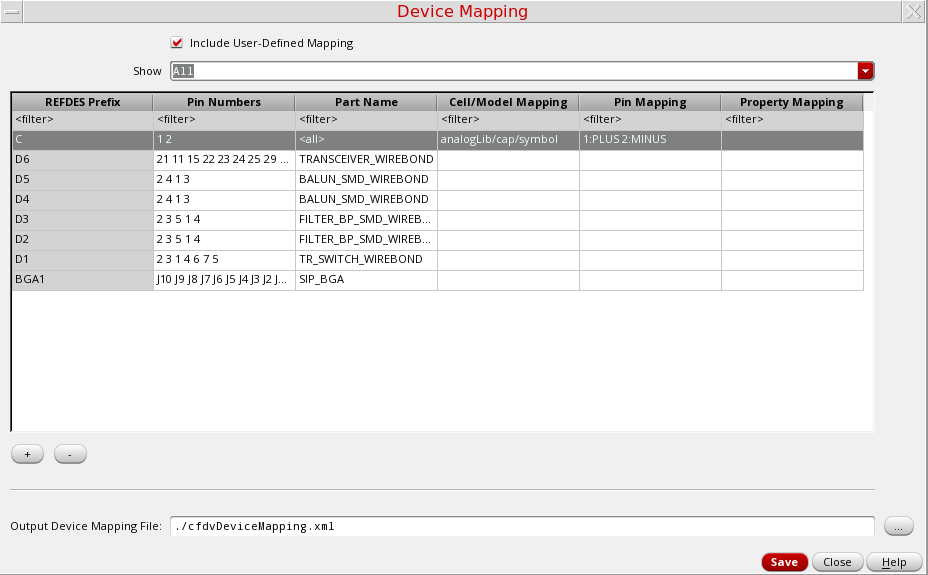 Device Mapping
Include User-Defined Mapping
Show All
REFDES Prefix Pin Numbers Part Name Cell/Model Mapping Pin Mapping Property Mapping
<filter> <filter> <filter> <filter> <filter> <filter>
C 1 2 <all> analogLib/cap/symbol 1:PLUS 2:MINUS
D6 21 11 15 22 23 24 25 29 ... TRANSCEIVER_WIREBOND
D5 2 4 1 3 BALUN_SMD_WIREBOND
D4 2 4 1 3 BALUN_SMD_WIREBOND
D3 2 3 5 1 4 FILTER_BP_SMD_WIREB...
D2 2 3 5 1 4 FILTER_BP_SMD_WIREB...
D1 2 3 1 4 6 7 5 TR_SWITCH_WIREBOND
BGA1 J10 J9 J8 J7 J6 J5 J4 J3 J2 J... SIP_BGA
+ -
Output Device Mapping File: ./cfdvDeviceMapping.xml ...
Save Close Help